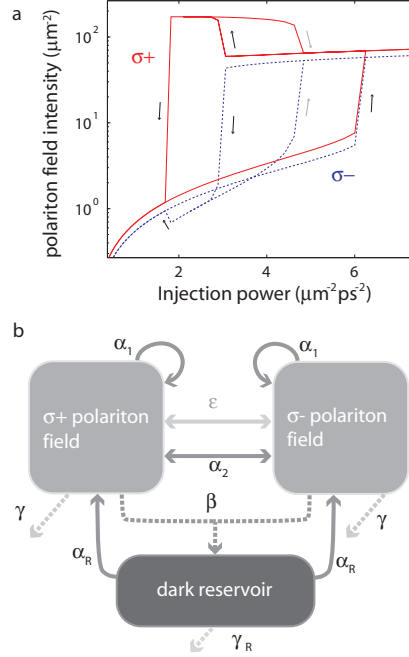 a
polariton field intensity (μm⁻²)
10²
10¹
10⁰
σ+
σ−
2
4
6
Injection power (μm⁻²ps⁻²)
b
α₁
α₁
σ+ polariton
field
σ- polariton
field
ε
α₂
β
γ
γ
α_R
α_R
dark reservoir
γ_R